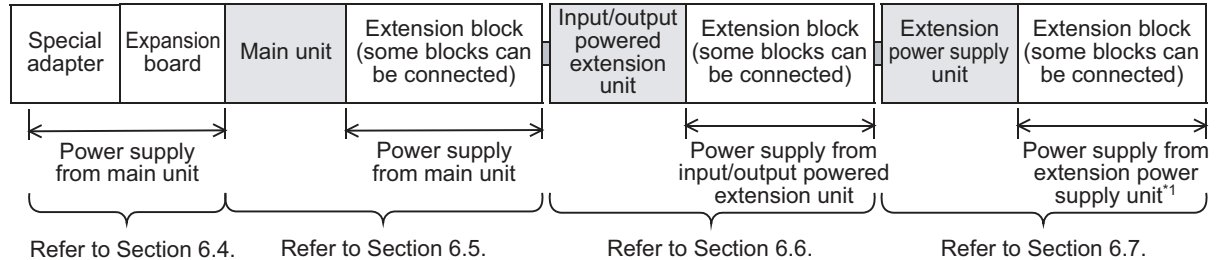 Special
adapter
Expansion
board
Main unit
Extension block
(some blocks can
be connected)
Input/output
powered
extension
unit
Extension block
(some blocks can
be connected)
Extension
power supply
unit
Extension block
(some blocks can
be connected)
Power supply
from main unit
Power supply
from main unit
Power supply from
input/output powered
extension unit
Power supply from
extension power
supply unit*1
Refer to Section 6.4.
Refer to Section 6.5.
Refer to Section 6.6.
Refer to Section 6.7.